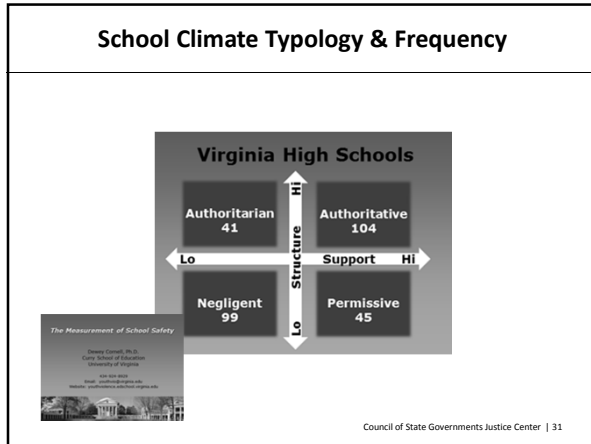 School Climate Typology & Frequency
Virginia High Schools
Hi
Authoritarian
41
Authoritative
104
Lo
Structure
Support
Hi
Negligent
99
Permissive
45
Lo
The Measurement of School Safety
Dewey Cornell, Ph.D.
Curry School of Education
University of Virginia
Council of State Governments Justice Center | 31